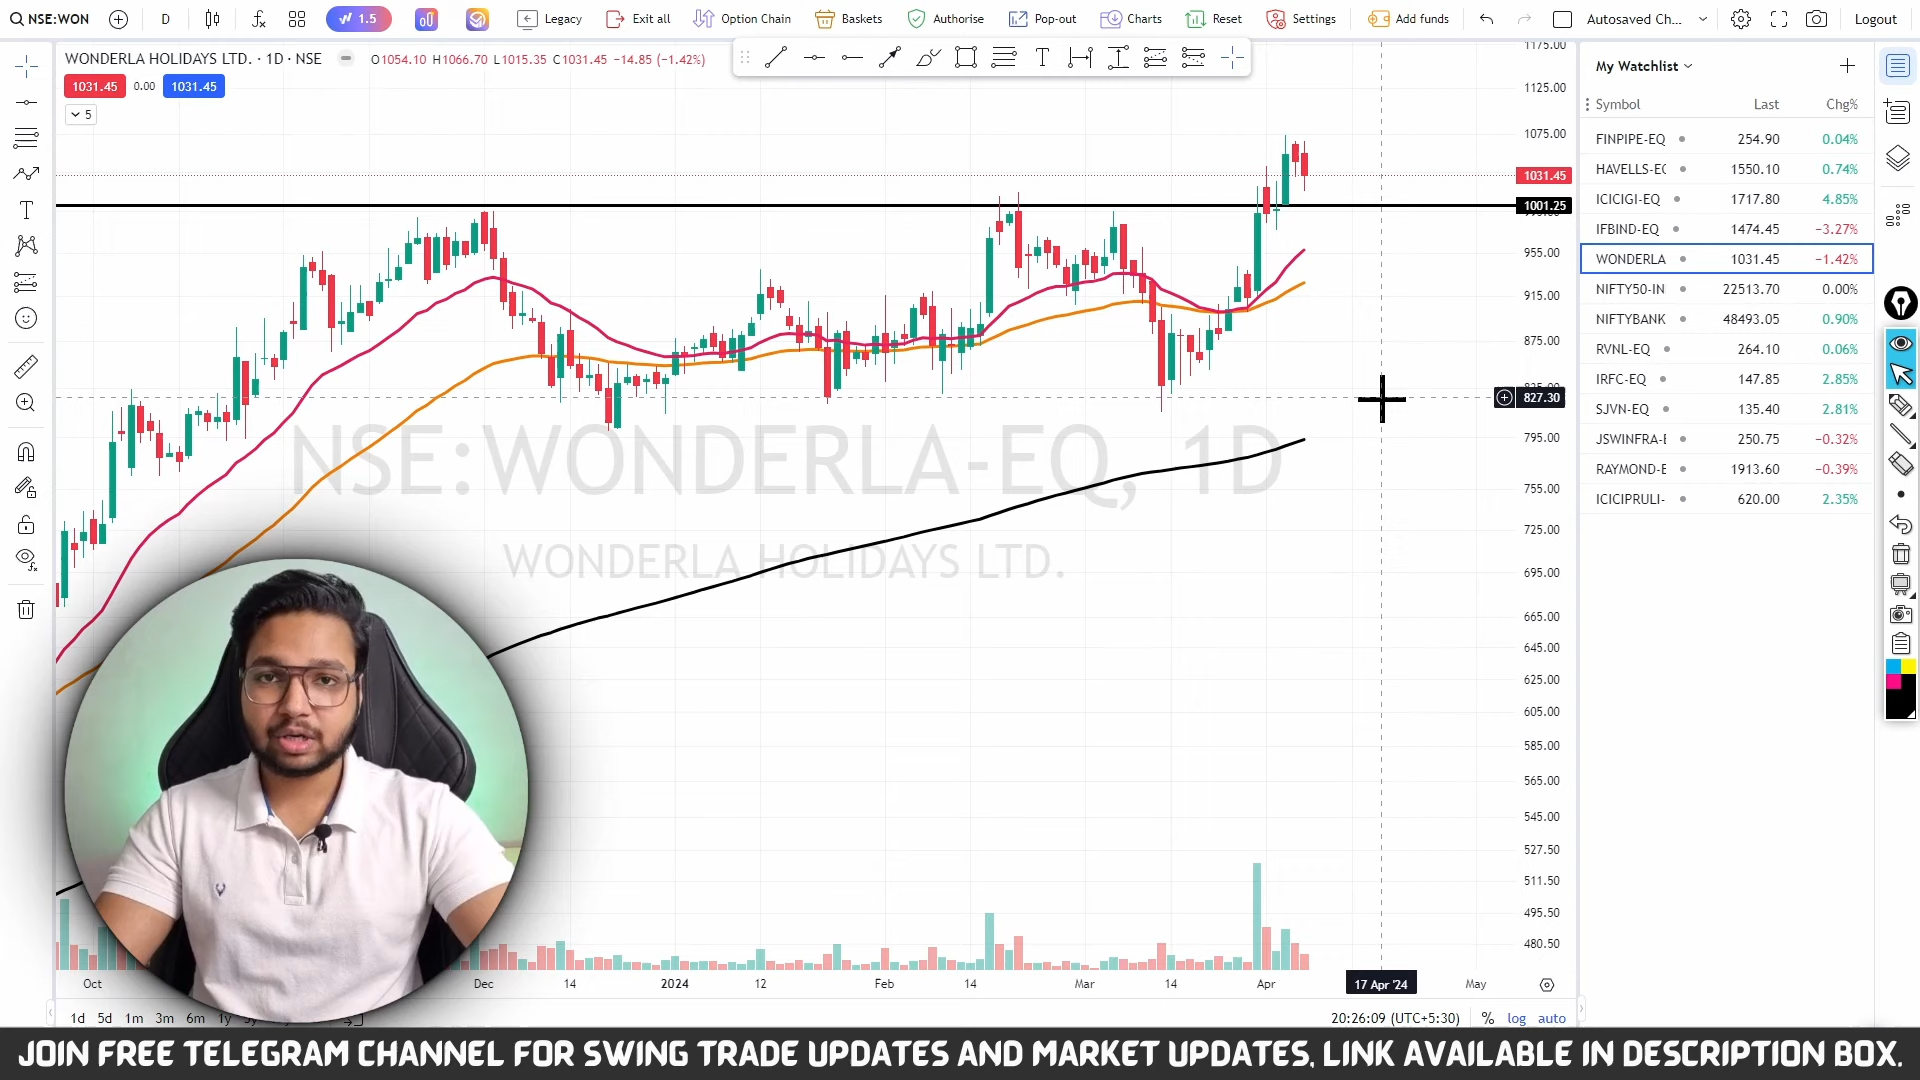 NSE:WON D 1.5 Legacy Exit all Option Chain Baskets Authorise Pop-out Charts Reset Settings Add funds Autosaved Ch... Logout
WONDERLA HOLIDAYS LTD. · 1D · NSE O1054.10 H1066.70 L1015.35 C1031.45 −14.85 (−1.42%)
1031.45 0.00 1031.45
5
NSE:WONDERLA-EQ, 1D
WONDERLA HOLIDAYS LTD.
1175.00
1125.00
1075.00
1031.45
1001.25
955.00
915.00
875.00
827.30
795.00
755.00
725.00
695.00
665.00
645.00
625.00
605.00
585.00
565.00
545.00
527.50
511.50
495.50
480.50
Oct Dec 14 2024 12 Feb 14 Mar 14 Apr 17 Apr '24 May
1d 5d 1m 3m 6m 1y
20:26:09 (UTC+5:30) % log auto
My Watchlist
Symbol Last Chg%
FINPIPE-EQ 254.90 0.04%
HAVELLS-EC 1550.10 0.74%
ICICIGI-EQ 1717.80 4.85%
IFBIND-EQ 1474.45 −3.27%
WONDERLA 1031.45 −1.42%
NIFTY50-IN 22513.70 0.00%
NIFTYBANK 48493.05 0.90%
RVNL-EQ 264.10 0.06%
IRFC-EQ 147.85 2.85%
SJVN-EQ 135.40 2.81%
JSWINFRA-E 250.75 −0.32%
RAYMOND-E 1913.60 −0.39%
ICICIPRULI- 620.00 2.35%
JOIN FREE TELEGRAM CHANNEL FOR SWING TRADE UPDATES AND MARKET UPDATES, LINK AVAILABLE IN DESCRIPTION BOX.